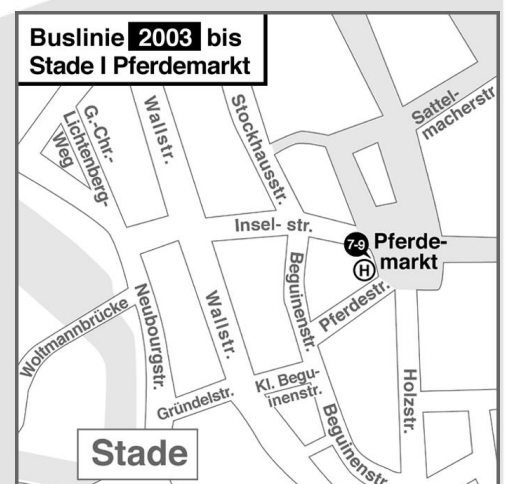 Buslinie 2003 bis
Stade I Pferdemarkt
G.-Chr.-
Lichtenberg-
Weg
Wallstr.
Stockhausstr.
Sattel-
macherstr
Insel- str.
7-9
Pferde-
markt
H
Beguinenstr.
Pferdestr.
Woltmannbrücke
Neubourgstr.
Wallstr.
Kl. Begu-
inenstr.
Holzstr.
Gründelstr.
Beguinenstr
Stade